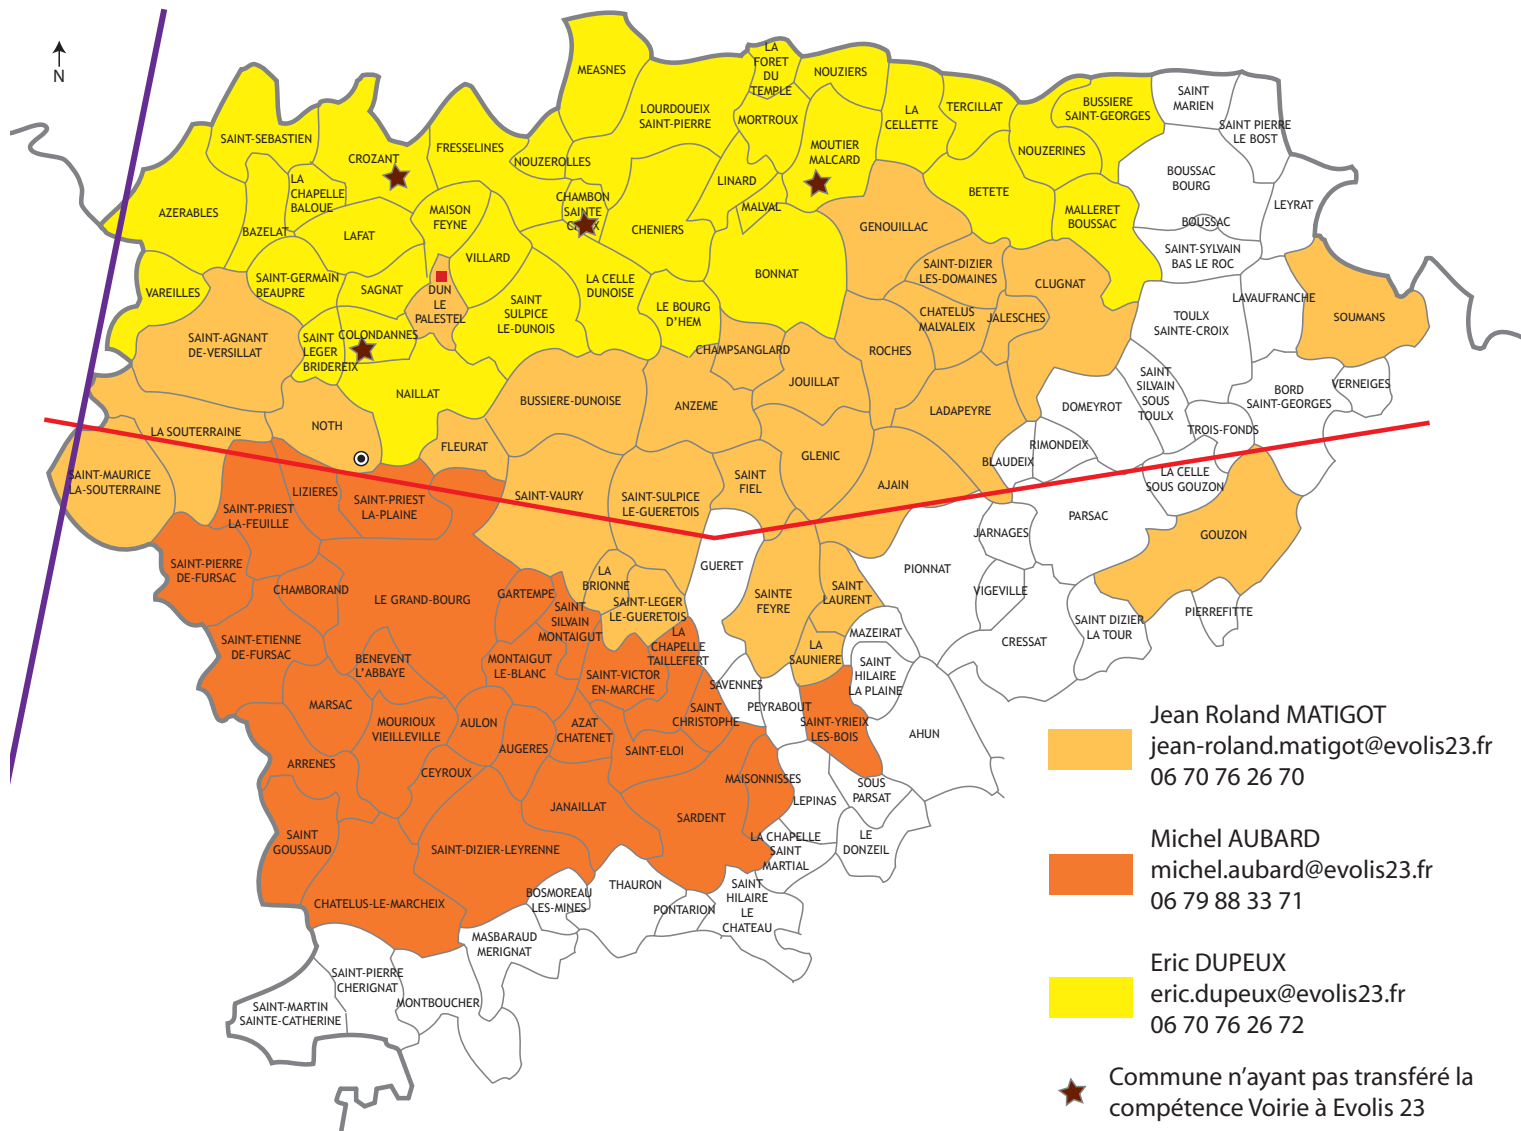 N
MEASNES
LA
FORET
DU
TEMPLE
NOUZIERS
LOURDOUEIX
SAINT-PIERRE
MORTROUX
LA
CELLETTE
TERCILLAT
BUSSIERE
SAINT-GEORGES
SAINT
MARIEN
SAINT PIERRE
LE BOST
SAINT-SEBASTIEN
CROZANT
FRESSELINES
NOUZEROLLES
MOUTIER
MALCARD
NOUZERINES
BOUSSAC
BOURG
LA
CHAPELLE
BALOUE
CHAMBON
SAINTE
LINARD
MALVAL
BETETE
MALLERET
BOUSSAC
LEYRAT
AZERABLES
BAZELAT
LAFAT
MAISON
FEYNE
CHENIERS
GENOUILLAC
BOUSSAC
SAINT-SYLVAIN
BAS LE ROC
VILLARD
VAREILLES
SAINT-GERMAIN
BEAUPRE
SAGNAT
DUN
LE
PALESTEL
SAINT
SULPICE
LE-DUNOIS
LA CELLE
DUNOISE
LE BOURG
D'HEM
BONNAT
SAINT-DIZIER
LES-DOMAINES
CLUGNAT
CHATELUS
MALVALEIX
JALESCHES
TOULX
SAINTE-CROIX
LAVAUFRANCHE
SOUMANS
SAINT-AGNANT
DE-VERSILLAT
SAINT
LEGER
BRIDEREIX
COLONDANNES
NAILLAT
CHAMPSANGLARD
ROCHES
JOUILLAT
BUSSIERE-DUNOISE
ANZEME
LADAPEYRE
DOMEYROT
SAINT
SILVAIN
SOUS
TOULX
BORD
SAINT-GEORGES
VERNEIGES
TROIS-FONDS
LA SOUTERRAINE
NOTH
FLEURAT
GLENIC
RIMONDEIX
BLAUDEIX
SAINT-MAURICE
LA-SOUTERRAINE
LIZIERES
SAINT-PRIEST
LA-PLAINE
SAINT-PRIEST
LA-FEUILLE
SAINT-VAURY
SAINT-SULPICE
LE-GUERETOIS
SAINT
FIEL
AJAIN
LA CELLE
SOUS GOUZON
PARSAC
JARNAGES
GOUZON
SAINT-PIERRE
DE-FURSAC
CHAMBORAND
LE GRAND-BOURG
GARTEMPE
LA
BRIONNE
SAINT-LEGER
LE-GUERETOIS
GUERET
SAINTE
FEYRE
SAINT
LAURENT
PIONNAT
VIGEVILLE
PIERREFITTE
SAINT DIZIER
LA TOUR
CRESSAT
SAINT
SILVAIN
MONTAIGUT
LA
CHAPELLE
TAILLEFERT
MAZEIRAT
LA
SAUNIERE
SAINT
HILAIRE
LA PLAINE
SAINT-ETIENNE
DE-FURSAC
BENEVENT
L'ABBAYE
MONTAIGUT
LE-BLANC
SAINT-VICTOR
EN-MARCHE
SAVENNES
PEYRABOUT
SAINT-YRIEIX
LES-BOIS
AHUN
MARSAC
MOURIOUX
VIEILLEVILLE
AULON
AUGERES
AZAT
CHATENET
SAINT
CHRISTOPHE
SAINT-ELOI
ARRENES
CEYROUX
MAISONNISSES
LEPINAS
SOUS
PARSAT
JANAILLAT
SARDENT
SAINT
GOUSSAUD
SAINT-DIZIER-LEYRENNE
LA CHAPELLE
SAINT
MARTIAL
LE
DONZEIL
CHATELUS-LE-MARCHEIX
BOSMOREAU
LES-MINES
THAURON
PONTARION
SAINT
HILAIRE
LE
CHATEAU
MASBARAUD
MERIGNAT
SAINT-PIERRE
CHERIGNAT
MONTBOUCHER
SAINT-MARTIN
SAINTE-CATHERINE
Jean Roland MATIGOT
jean-roland.matigot@evolis23.fr
06 70 76 26 70
Michel AUBARD
michel.aubard@evolis23.fr
06 79 88 33 71
Eric DUPEUX
eric.dupeux@evolis23.fr
06 70 76 26 72
Commune n'ayant pas transféré la
compétence Voirie à Evolis 23